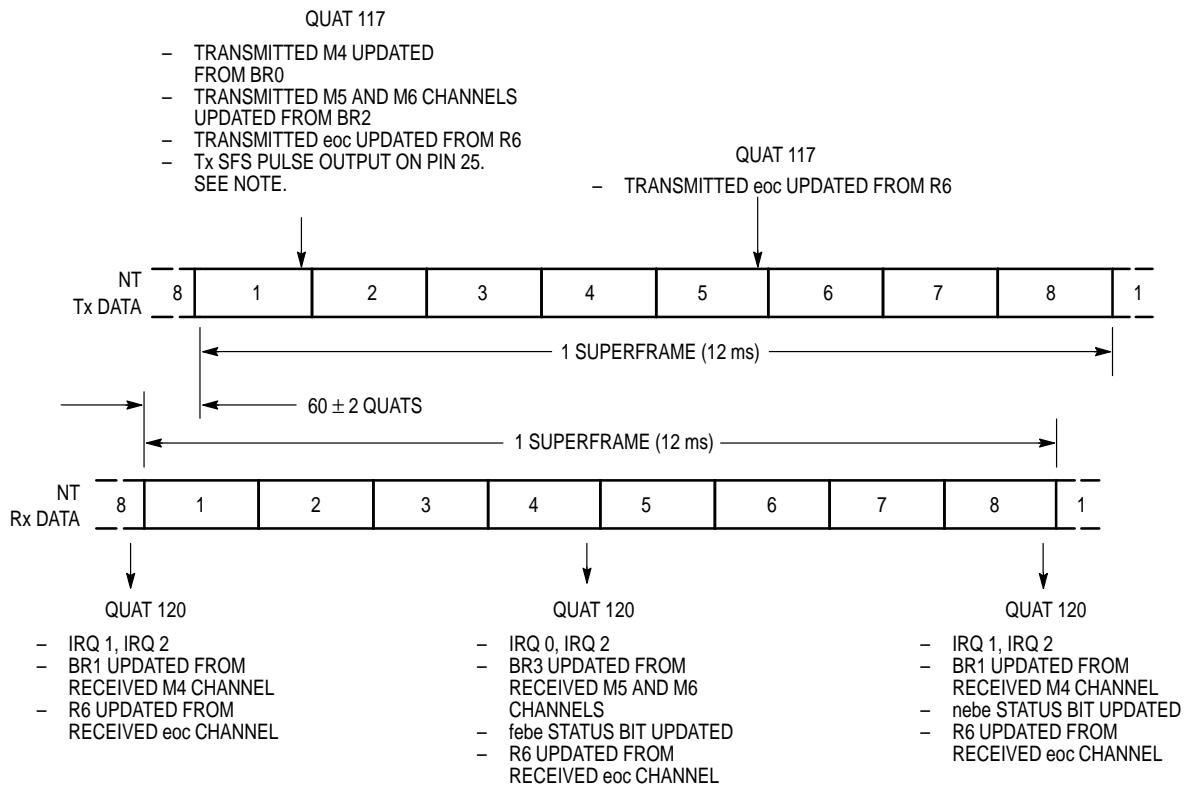 QUAT 117
– TRANSMITTED M4 UPDATED
FROM BR0
– TRANSMITTED M5 AND M6 CHANNELS
UPDATED FROM BR2
– TRANSMITTED eoc UPDATED FROM R6
– Tx SFS PULSE OUTPUT ON PIN 25.
SEE NOTE.
QUAT 117
– TRANSMITTED eoc UPDATED FROM R6
NT
Tx DATA
8 1 2 3 4 5 6 7 8 1
1 SUPERFRAME (12 ms)
60 ± 2 QUATS
1 SUPERFRAME (12 ms)
NT
Rx DATA
8 1 2 3 4 5 6 7 8 1
QUAT 120
– IRQ 1, IRQ 2
– BR1 UPDATED FROM
RECEIVED M4 CHANNEL
– R6 UPDATED FROM
RECEIVED eoc CHANNEL
QUAT 120
– IRQ 0, IRQ 2
– BR3 UPDATED FROM
RECEIVED M5 AND M6
CHANNELS
– febe STATUS BIT UPDATED
– R6 UPDATED FROM
RECEIVED eoc CHANNEL
QUAT 120
– IRQ 1, IRQ 2
– BR1 UPDATED FROM
RECEIVED M4 CHANNEL
– nebe STATUS BIT UPDATED
– R6 UPDATED FROM
RECEIVED eoc CHANNEL